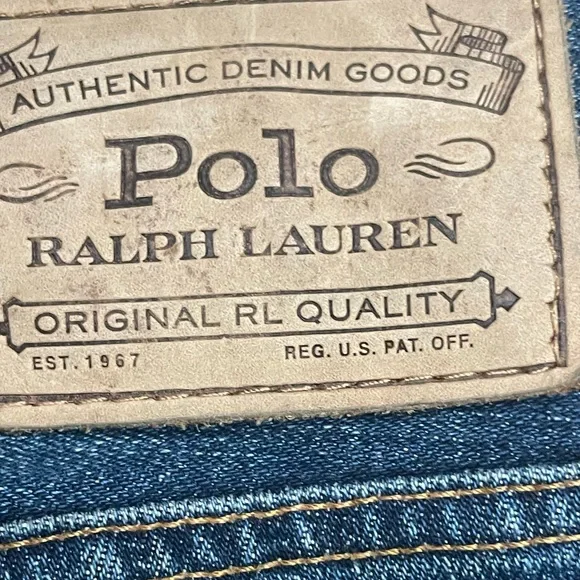 AUTHENTIC DENIM GOODS
Polo
RALPH LAUREN
ORIGINAL RL QUALITY
EST. 1967
REG. U.S. PAT. OFF.